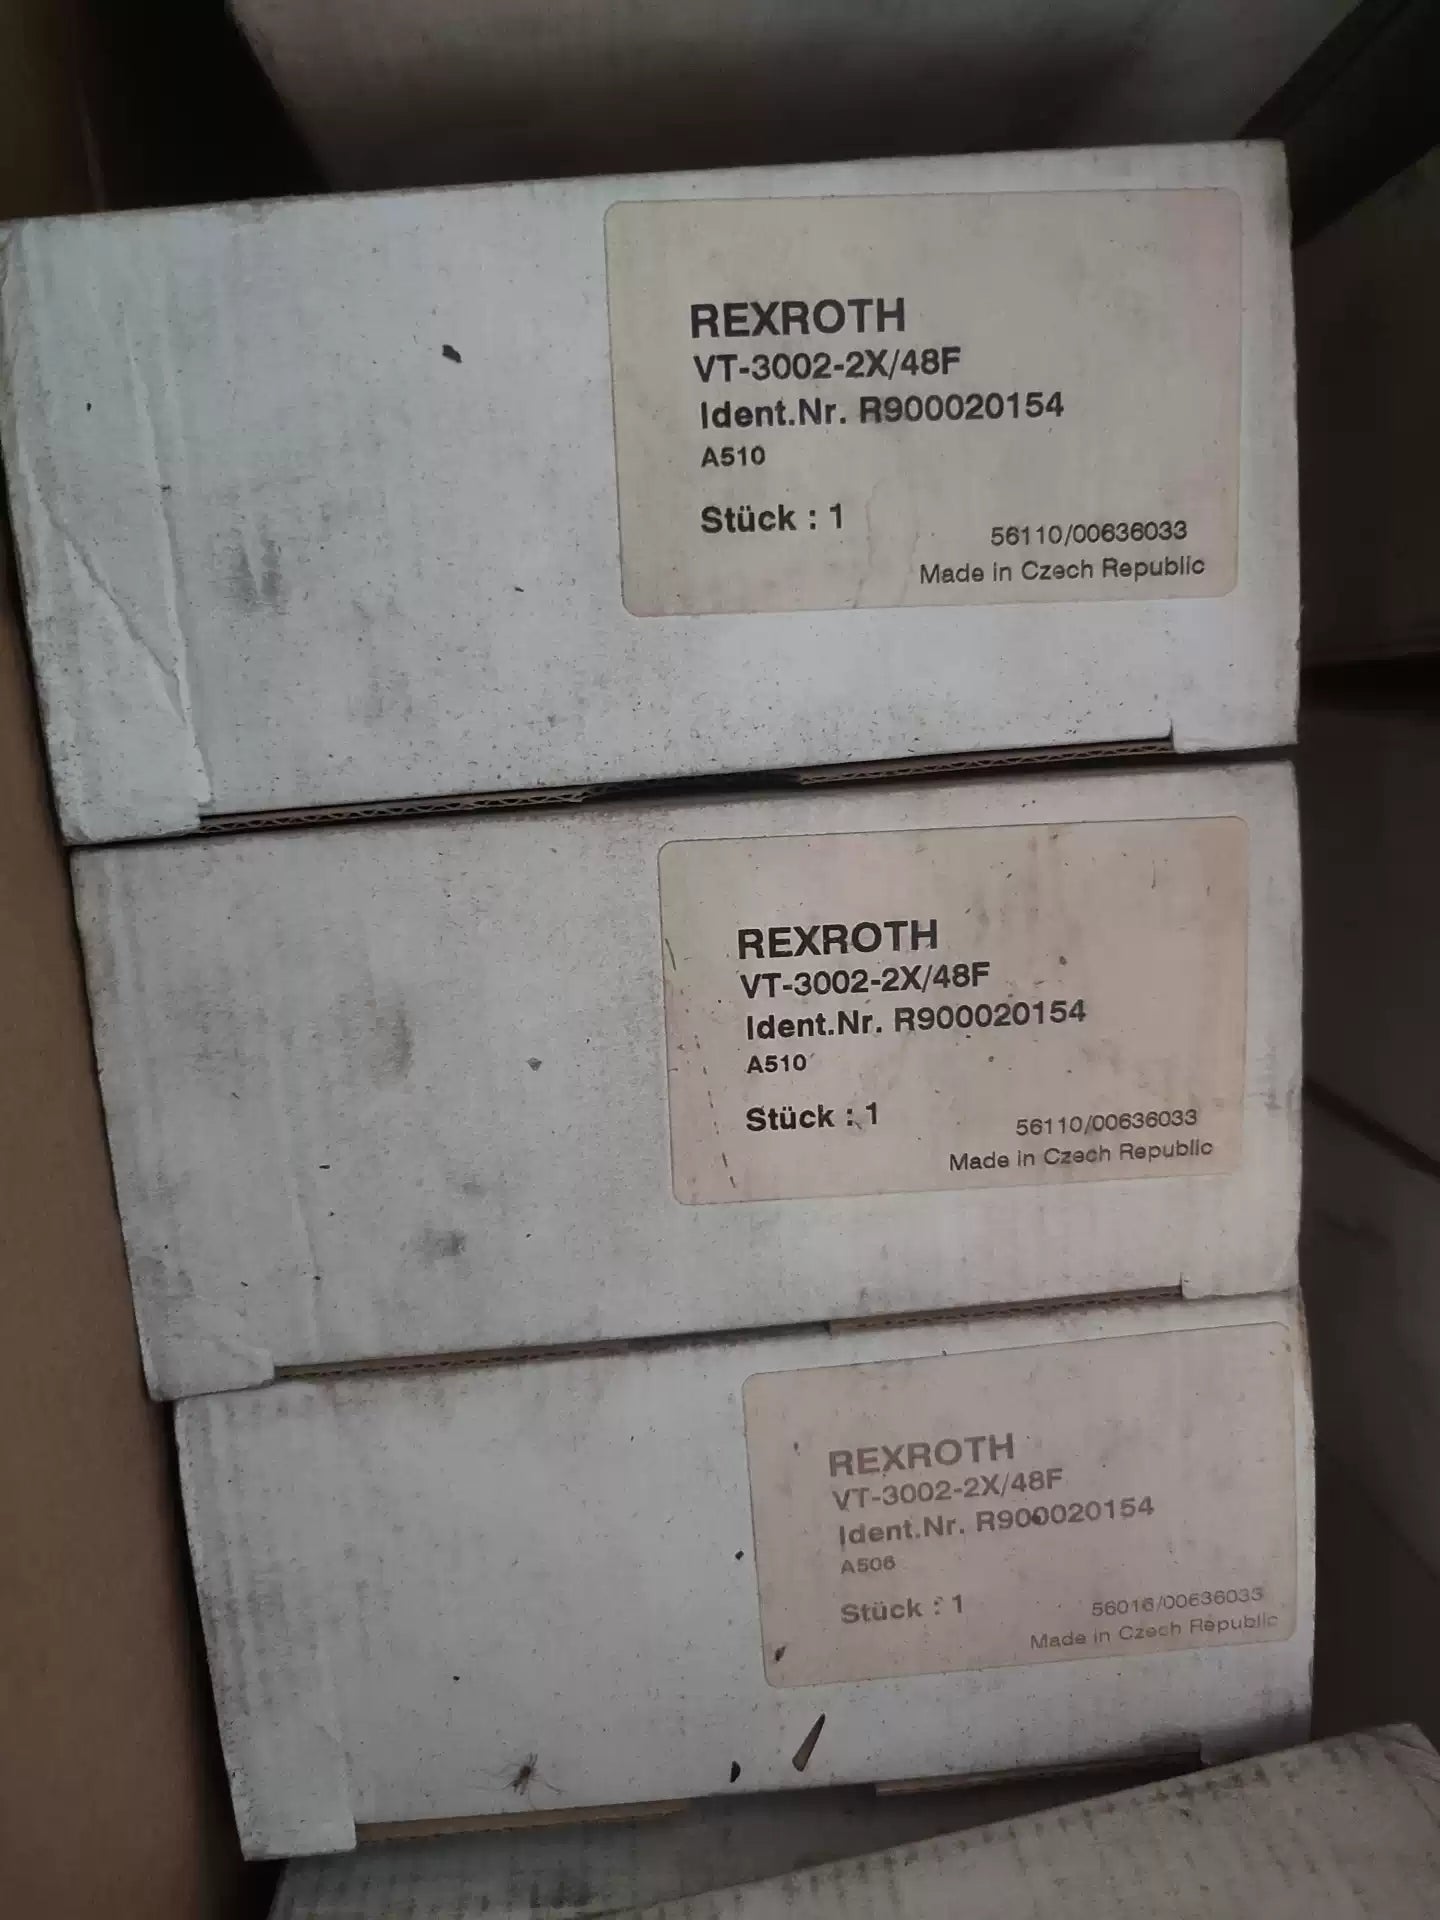 REXROTH
VT-3002-2X/48F
Ident.Nr. R900020154
A510
Stück : 1
56110/00636033
Made in Czech Republic
REXROTH
VT-3002-2X/48F
Ident.Nr. R900020154
A510
Stück : 1
56110/00636033
Made in Czech Republic
REXROTH
VT-3002-2X/48F
Ident.Nr. R900020154
A506
Stück : 1
56016/00636033
Made in Czech Republic